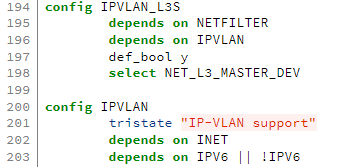 194 config IPVLAN_L3S
195 depends on NETFILTER
196 depends on IPVLAN
197 def_bool y
198 select NET_L3_MASTER_DEV
199
200 config IPVLAN
201 tristate "IP-VLAN support"
202 depends on INET
203 depends on IPV6 || !IPV6